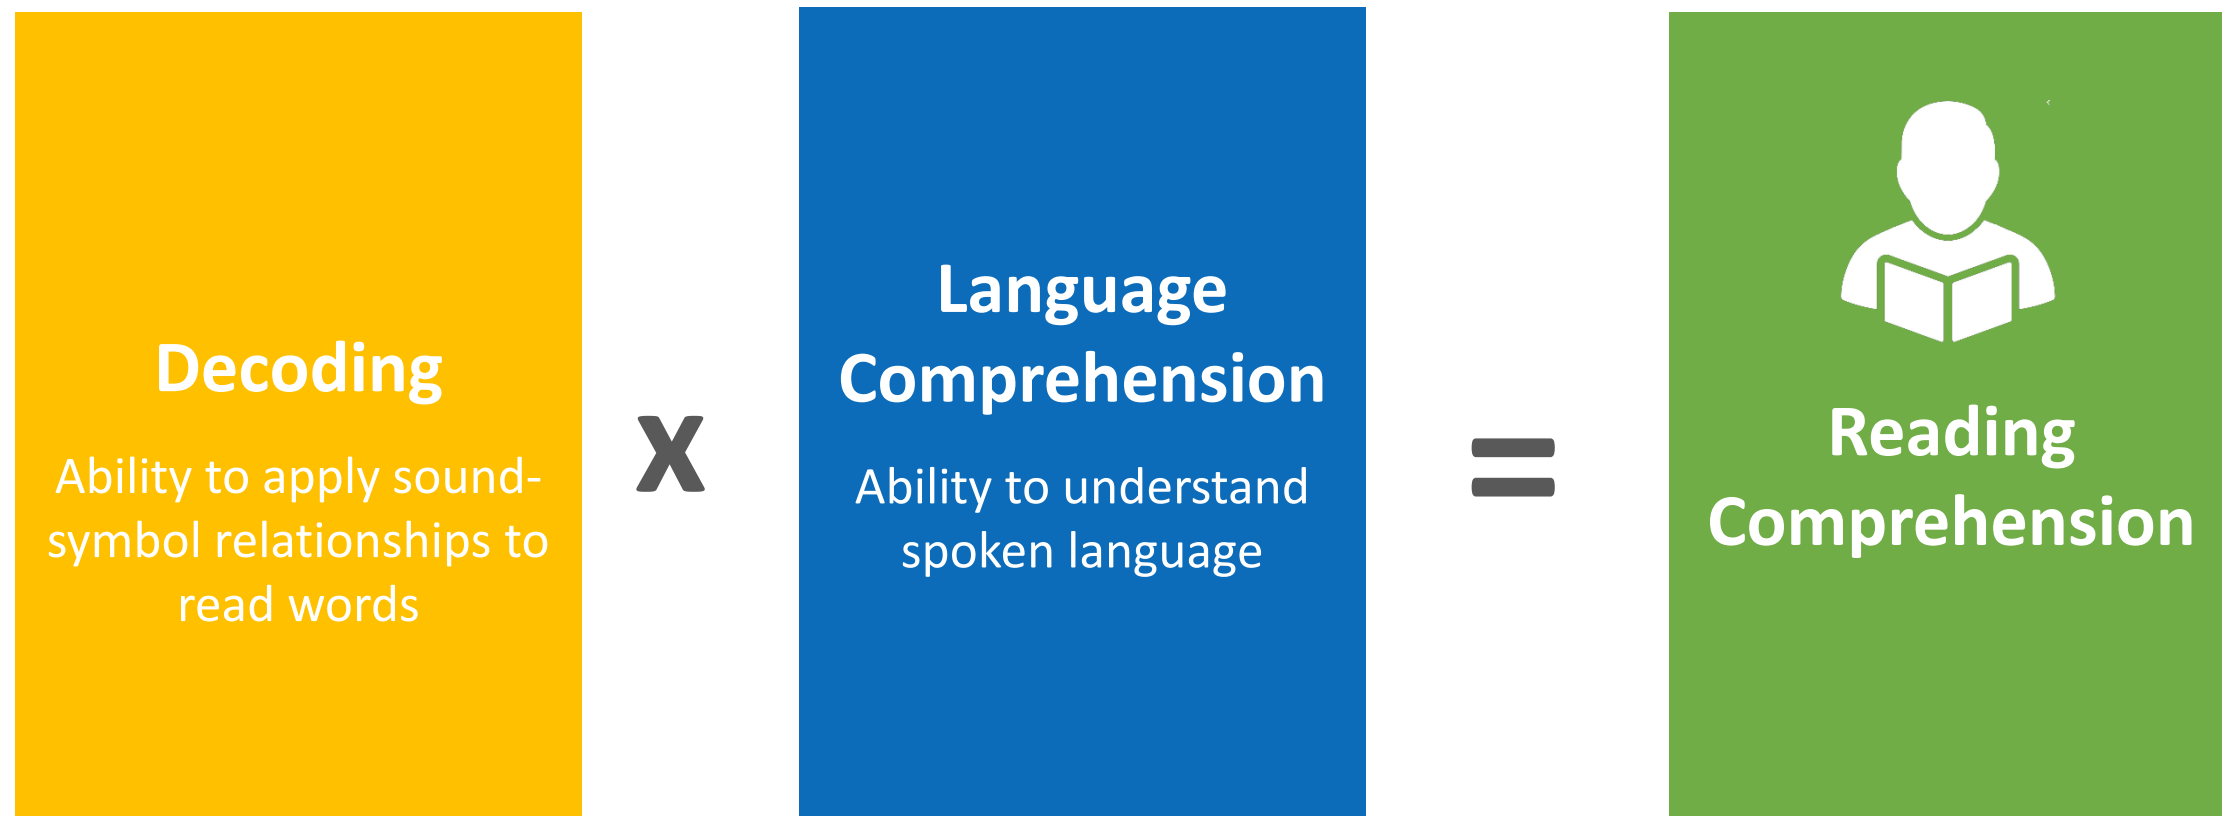 Decoding
Ability to apply sound-
symbol relationships to
read words
x
Language
Comprehension
Ability to understand
spoken language
=
Reading
Comprehension